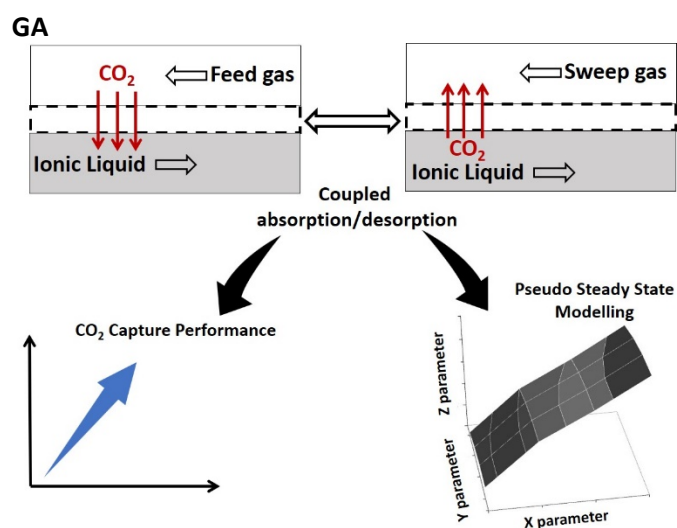 GA
CO2
Feed gas
Ionic Liquid
Sweep gas
CO2
Ionic Liquid
Coupled
absorption/desorption
CO2 Capture Performance
Pseudo Steady State
Modelling
Z parameter
Y parameter
X parameter